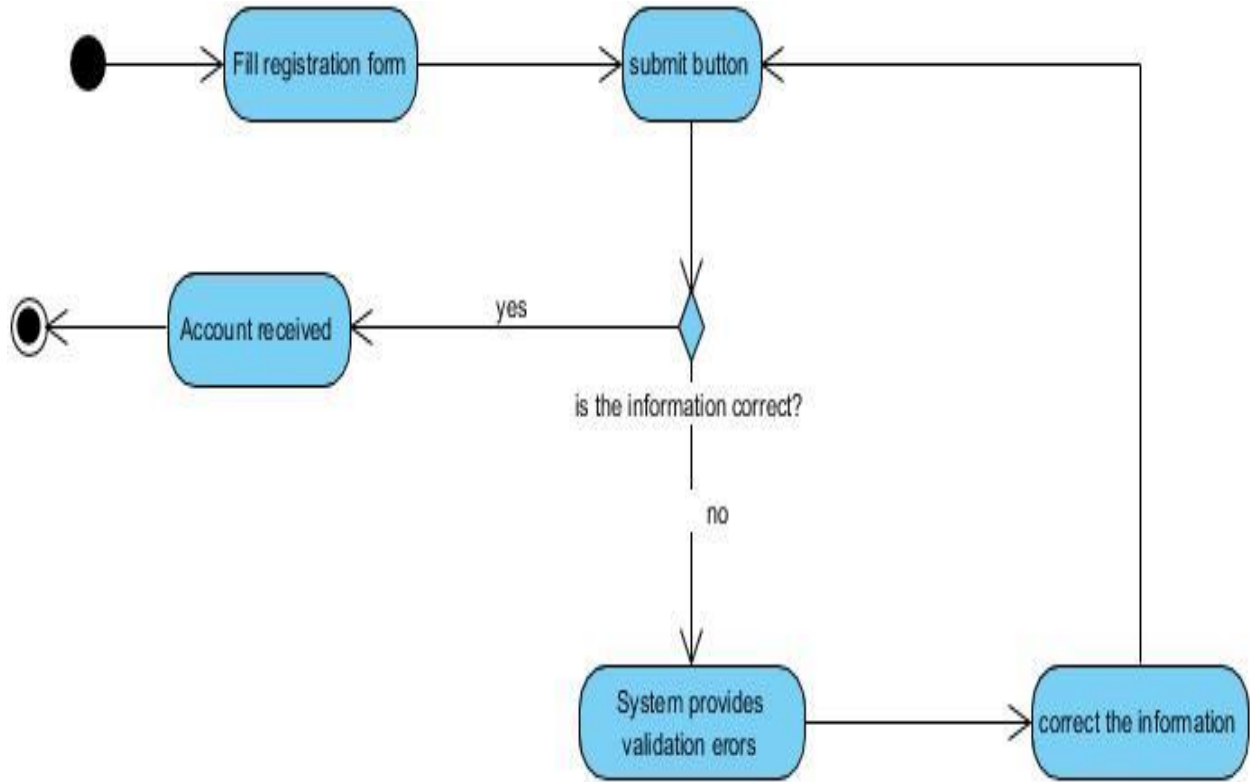 Fill registration form
submit button
yes
Account received
is the information correct?
no
System provides
validation erors
correct the information